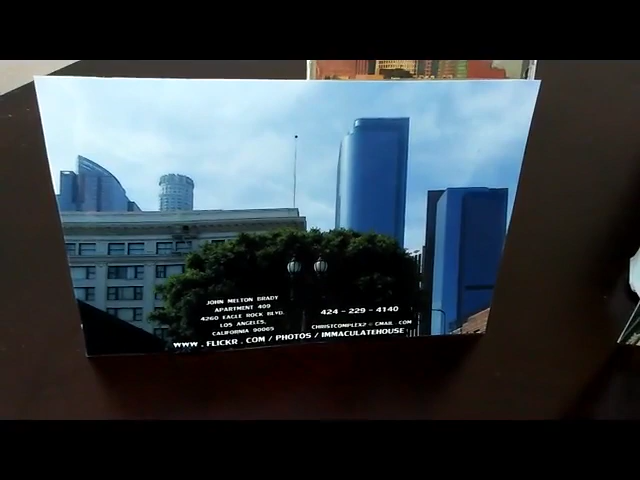 JOHN MELTON BRADY
APARTMENT 409
4260 EAGLE ROCK BLVD.
LOS ANGELES,
CALIFORNIA 90065
424 - 229 - 4140
CHRISTCOMPLEX2@GMAIL.COM
WWW.FLICKR.COM/PHOTOS/IMMACULATEHOUSE